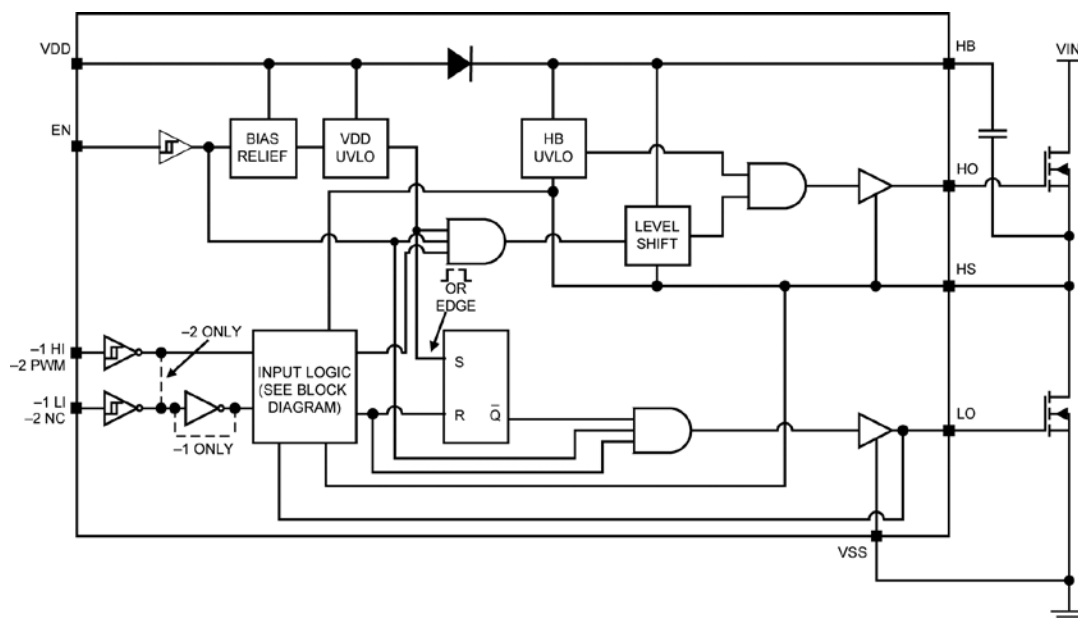 VDD
HB
VIN
EN
BIAS
RELIEF
VDD
UVLO
HB
UVLO
HO
LEVEL
SHIFT
OR
EDGE
HS
–2 ONLY
–1 HI
–2 PWM
INPUT LOGIC
(SEE BLOCK
DIAGRAM)
S
R
Q̅
–1 LI
–2 NC
–1 ONLY
LO
VSS